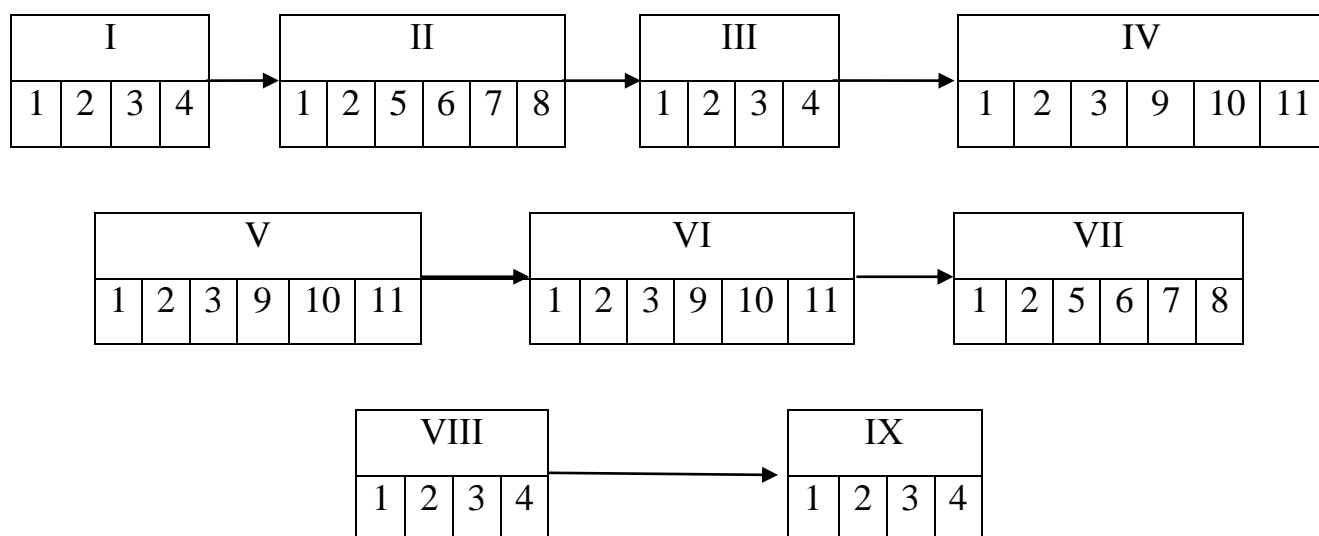 I II III IV
1 2 3 4 1 2 5 6 7 8 1 2 3 4 1 2 3 9 10 11
V VI VII
1 2 3 9 10 11 1 2 3 9 10 11 1 2 5 6 7 8
VIII IX
1 2 3 4 1 2 3 4